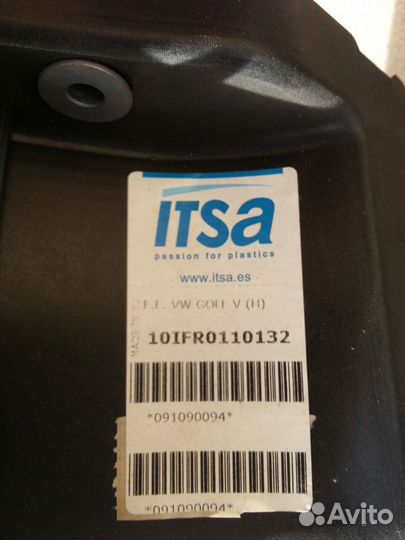 ITSA
passion for plastics
www.itsa.es
MADE IN
F.E. VW GOLF V (H)
10IFR0110132
*091090094*
*091090094*
Avito